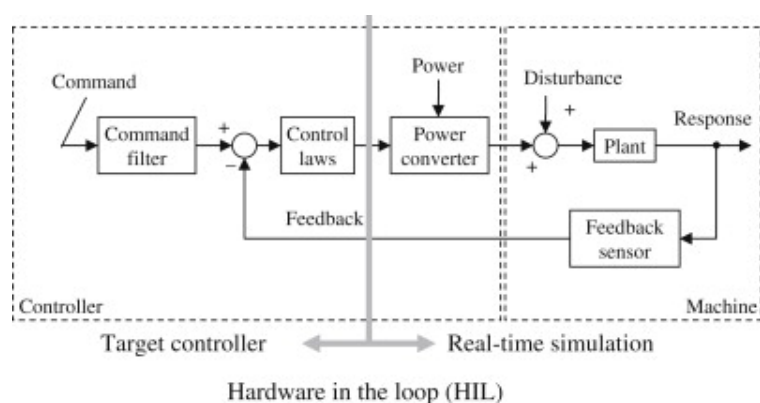 Command
Command
filter
+
−
Control
laws
Power
Power
converter
Disturbance
+
+
Plant
Response
Feedback
Feedback
sensor
Controller
Machine
Target controller
Real-time simulation
Hardware in the loop (HIL)